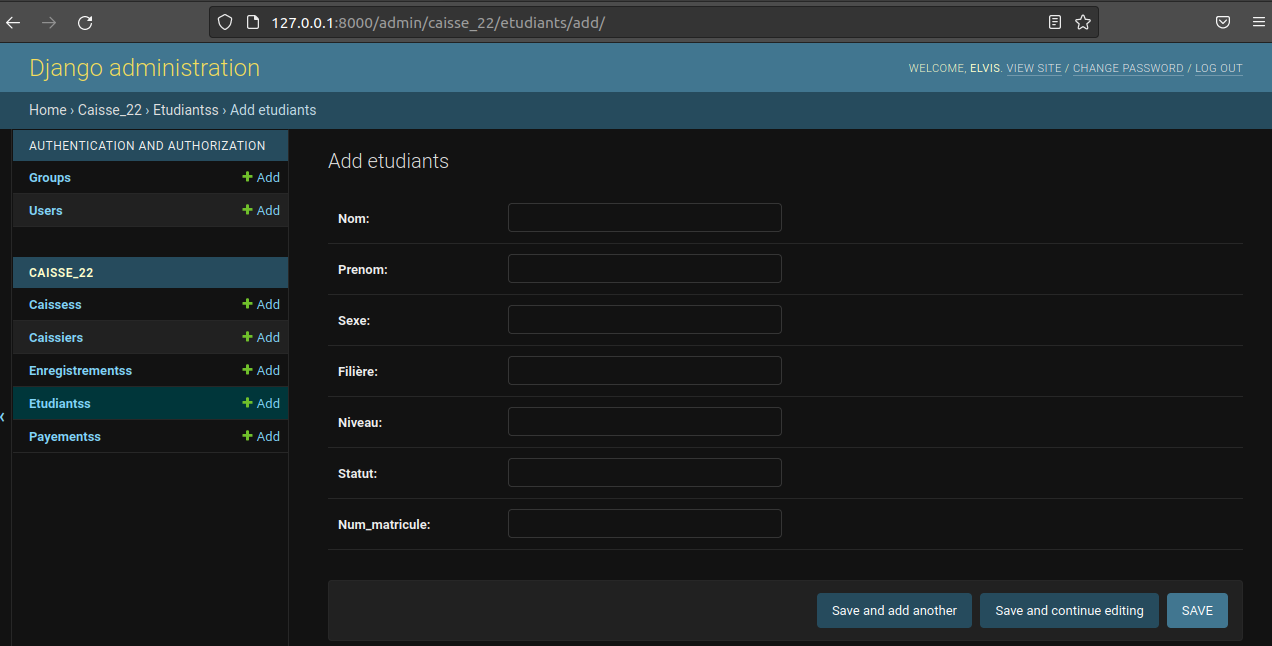 127.0.0.1:8000/admin/caisse_22/etudiants/add/
Django administration
WELCOME, ELVIS. VIEW SITE / CHANGE PASSWORD / LOG OUT
Home › Caisse_22 › Etudiantss › Add etudiants
AUTHENTICATION AND AUTHORIZATION
Groups + Add
Users + Add
CAISSE_22
Caissess + Add
Caissiers + Add
Enregistrementss + Add
Etudiantss + Add
Payementss + Add
Add etudiants
Nom:
Prenom:
Sexe:
Filière:
Niveau:
Statut:
Num_matricule:
Save and add another
Save and continue editing
SAVE